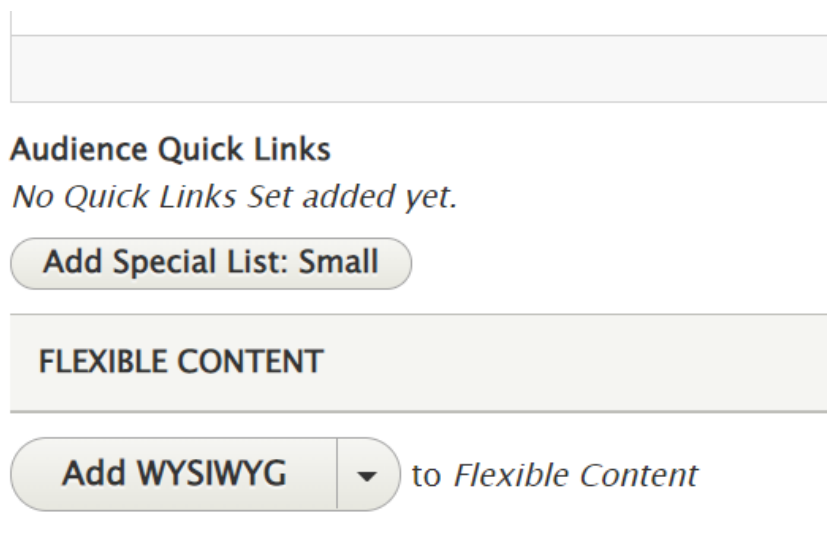 Audience Quick Links
No Quick Links Set added yet.
Add Special List: Small
FLEXIBLE CONTENT
Add WYSIWYG to Flexible Content